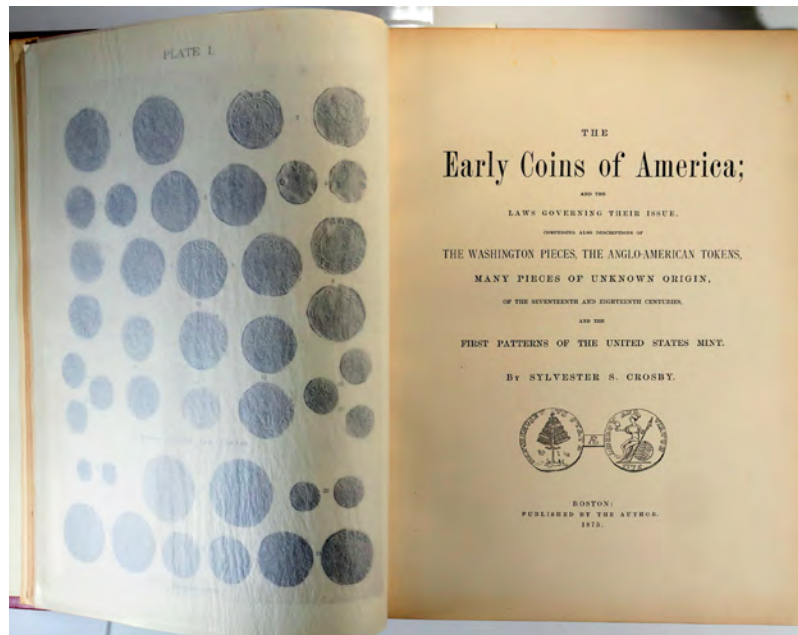 PLATE I.
THE
Early Coins of America;
AND THE
LAWS GOVERNING THEIR ISSUE.
COMPRISING ALSO DESCRIPTIONS OF
THE WASHINGTON PIECES, THE ANGLO-AMERICAN TOKENS,
MANY PIECES OF UNKNOWN ORIGIN,
OF THE SEVENTEENTH AND EIGHTEENTH CENTURIES,
AND THE
FIRST PATTERNS OF THE UNITED STATES MINT.
BY SYLVESTER S. CROSBY.
1776
BOSTON:
PUBLISHED BY THE AUTHOR.
1875.